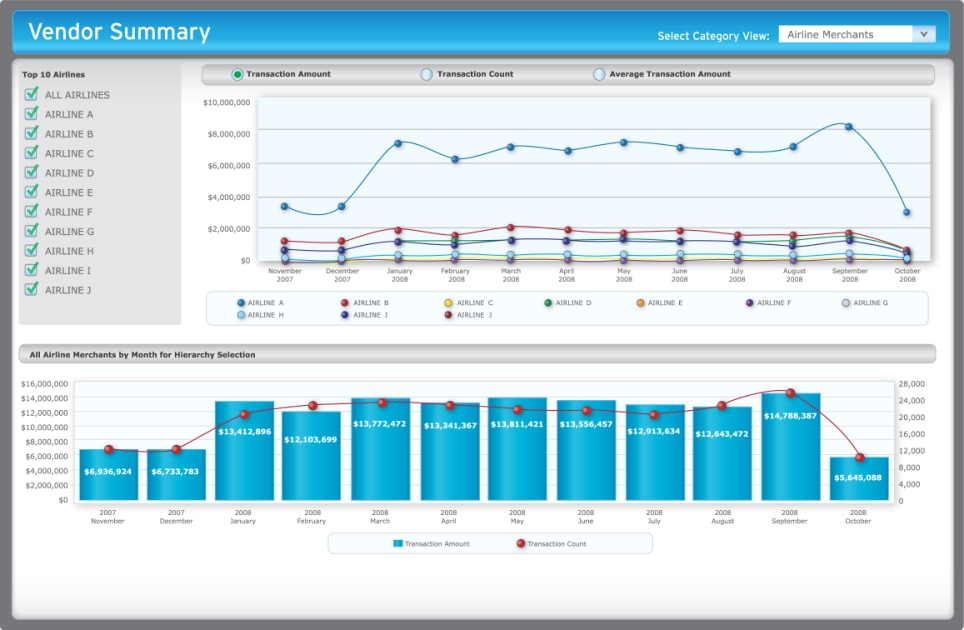 Vendor Summary
Select Category View: Airline Merchants
Top 10 Airlines
ALL AIRLINES
AIRLINE A
AIRLINE B
AIRLINE C
AIRLINE D
AIRLINE E
AIRLINE F
AIRLINE G
AIRLINE H
AIRLINE I
AIRLINE J
Transaction Amount Transaction Count Average Transaction Amount
$10,000,000
$8,000,000
$6,000,000
$4,000,000
$2,000,000
$0
November December January February March April May June July August September October
2007 2007 2008 2008 2008 2008 2008 2008 2008 2008 2008 2008
AIRLINE A AIRLINE B AIRLINE C AIRLINE D AIRLINE E AIRLINE F AIRLINE G
AIRLINE H AIRLINE I AIRLINE J
All Airline Merchants by Month for Hierarchy Selection
$16,000,000
$14,000,000
$12,000,000
$10,000,000
$8,000,000
$6,000,000
$4,000,000
$2,000,000
$0
$6,936,924 $6,733,783 $13,412,896 $12,103,699 $13,772,472 $13,341,367 $13,811,421 $13,556,457 $12,913,634 $12,643,472 $14,788,387 $5,645,088
28,000
24,000
20,000
16,000
12,000
8,000
4,000
0
2007 2007 2008 2008 2008 2008 2008 2008 2008 2008 2008 2008
November December January February March April May June July August September October
Transaction Amount Transaction Count